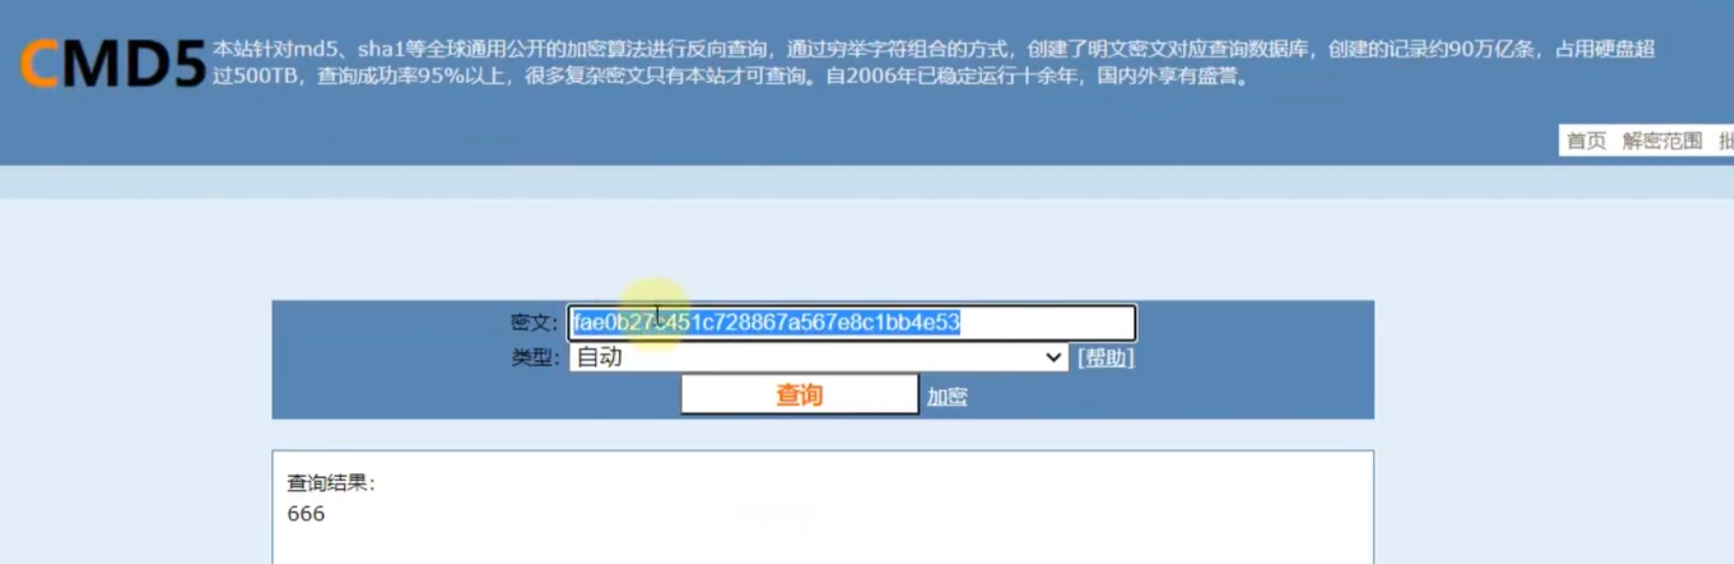 CMD5
本站针对md5、sha1等全球通用公开的加密算法进行反向查询，通过穷举字符组合的方式，创建了明文密文对应查询数据库，创建的记录约90万亿条，占用硬盘超
过500TB，查询成功率95%以上，很多复杂密文只有本站才可查询。自2006年已稳定运行十余年，国内外享有盛誉。
首页 解密范围 批
密文： fae0b27c451c728867a567e8c1bb4e53
类型： 自动 [帮助]
查询 加密
查询结果：
666